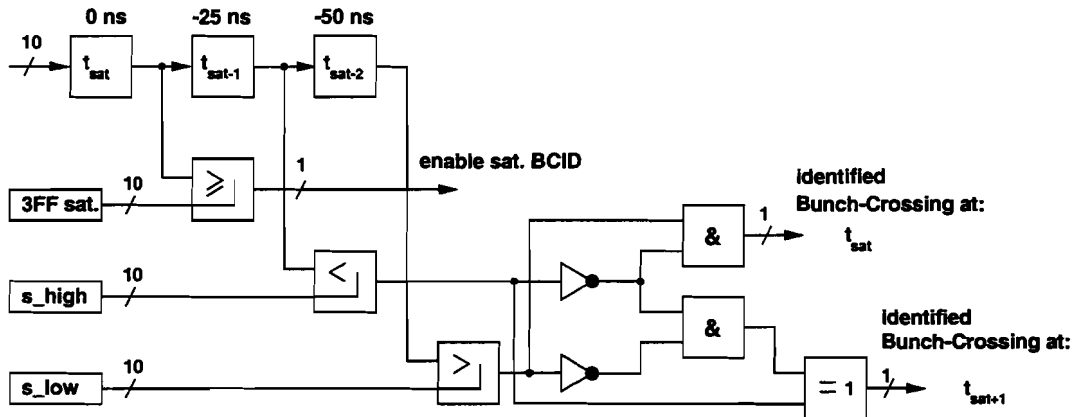 0 ns -25 ns -50 ns
10
t_sat t_sat-1 t_sat-2
enable sat. BCID
1
≥
3FF sat. 10
identified
Bunch-Crossing at:
& 1 t_sat
<
s_high 10
&
identified
Bunch-Crossing at:
>
s_low 10
= 1 1 t_sat+1